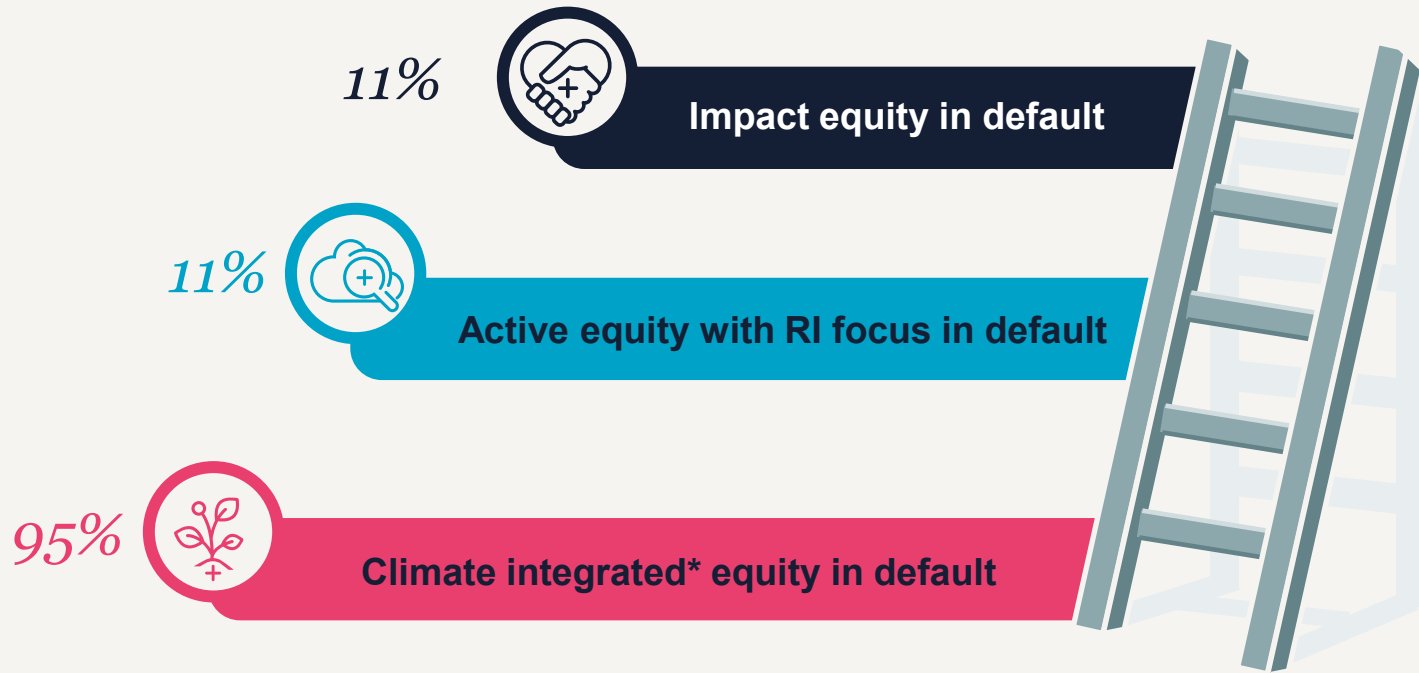 11%
Impact equity in default
11%
Active equity with RI focus in default
95%
Climate integrated* equity in default